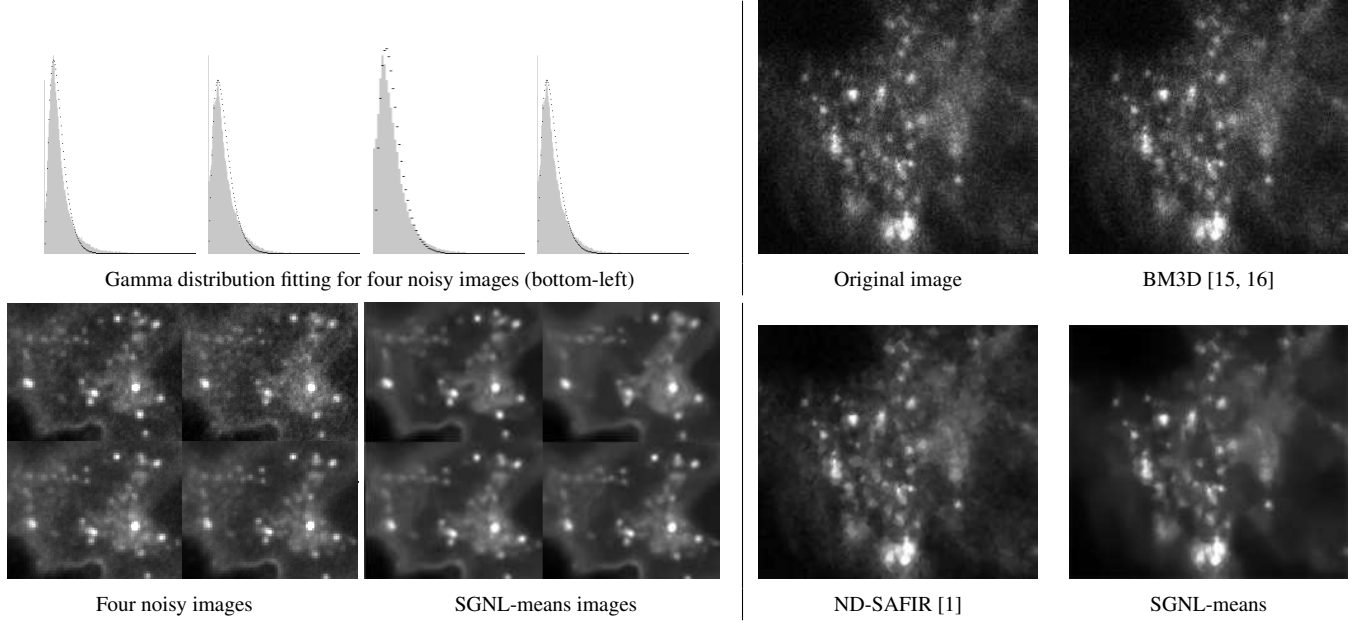 Gamma distribution fitting for four noisy images (bottom-left)
Original image
BM3D [15, 16]
Four noisy images
SGNL-means images
ND-SAFIR [1]
SGNL-means